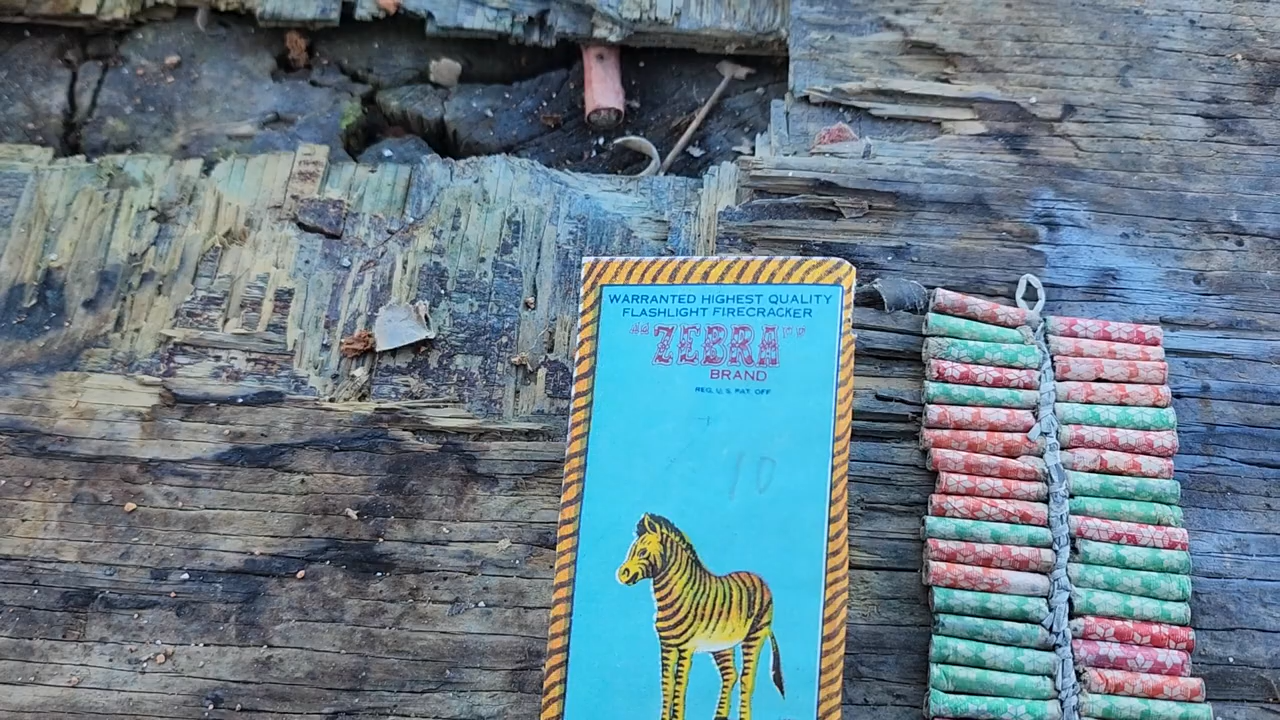 WARRANTED HIGHEST QUALITY
FLASHLIGHT FIRECRACKER
"ZEBRA"
BRAND
REG. U. S. PAT. OFF
10